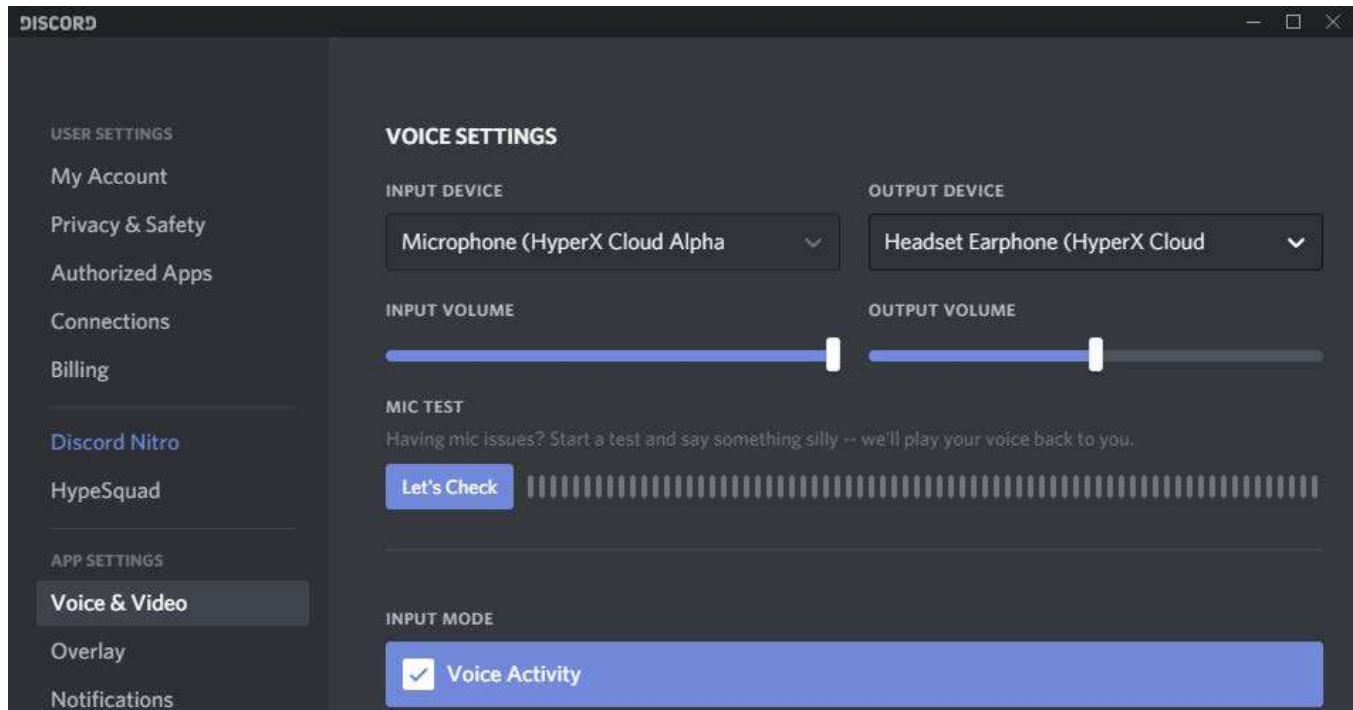 DISCORD
USER SETTINGS
My Account
Privacy & Safety
Authorized Apps
Connections
Billing
Discord Nitro
HypeSquad
APP SETTINGS
Voice & Video
Overlay
Notifications
VOICE SETTINGS
INPUT DEVICE
Microphone (HyperX Cloud Alpha
OUTPUT DEVICE
Headset Earphone (HyperX Cloud
INPUT VOLUME
OUTPUT VOLUME
MIC TEST
Having mic issues? Start a test and say something silly -- we'll play your voice back to you.
Let's Check
INPUT MODE
Voice Activity